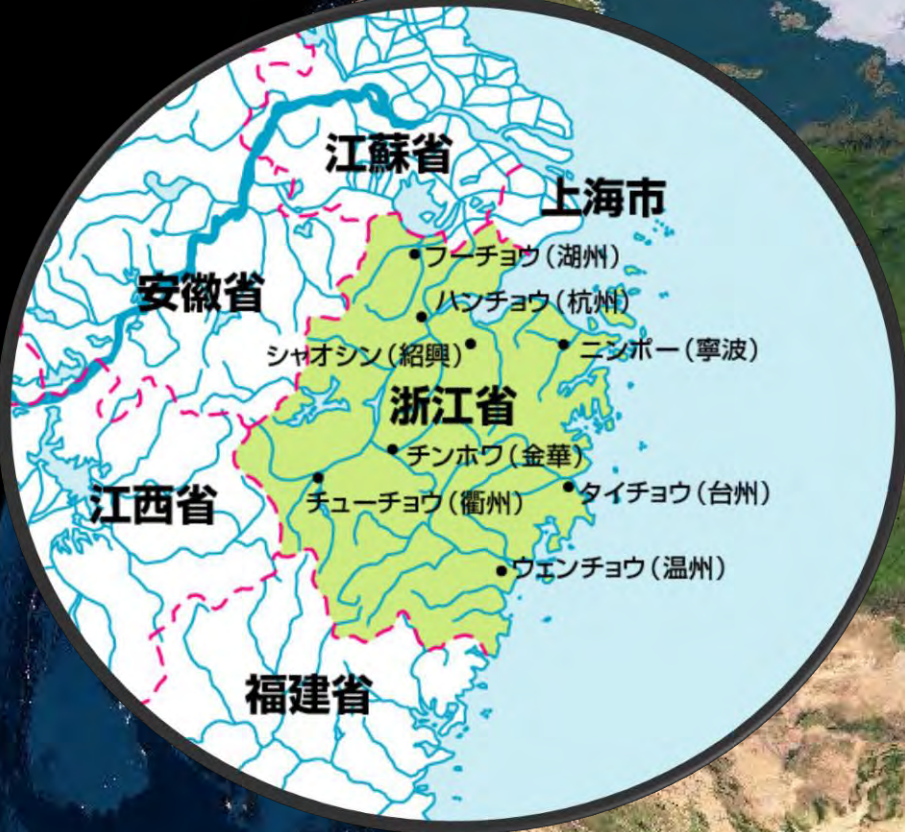 江蘇省
上海市
フーチョウ(湖州)
安徽省
ハンチョウ(杭州)
シャオシン(紹興)
ニンポー(寧波)
浙江省
チンホワ(金華)
江西省
チューチョウ(衢州)
タイチョウ(台州)
ウェンチョウ(温州)
福建省